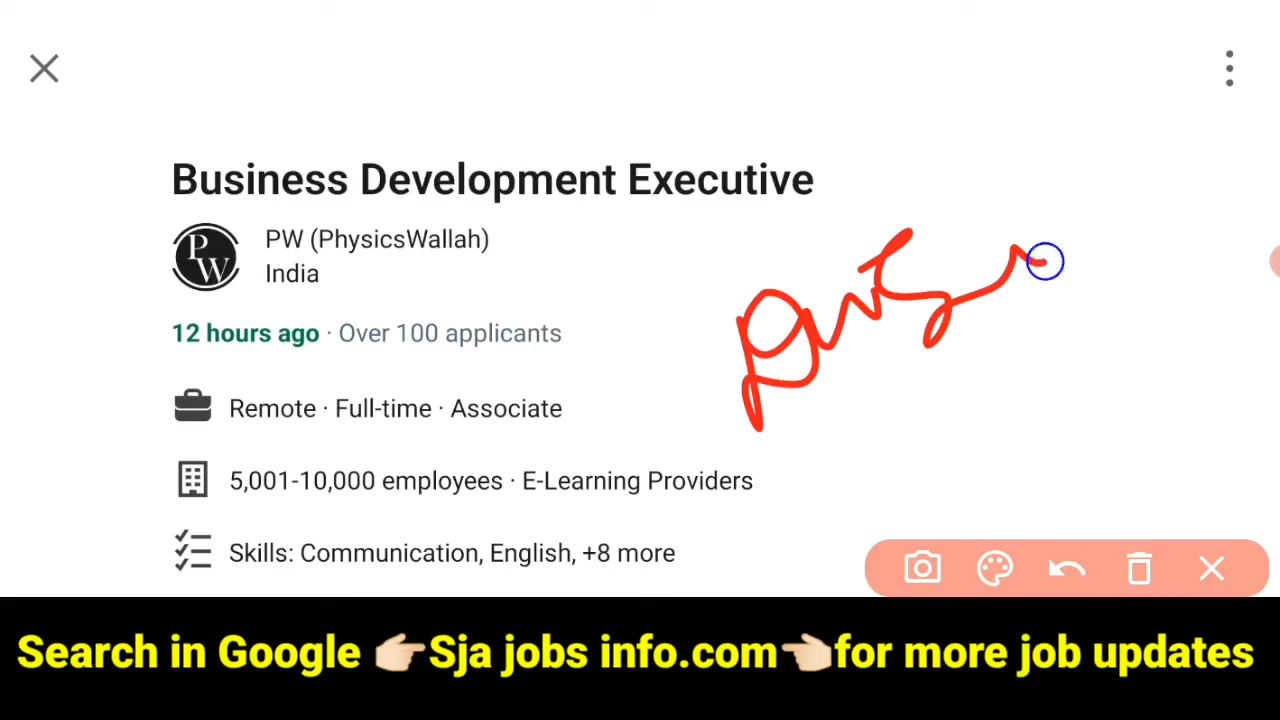 Business Development Executive
PW
PW (PhysicsWallah)
India
12 hours ago · Over 100 applicants
Remote · Full-time · Associate
5,001-10,000 employees · E-Learning Providers
Skills: Communication, English, +8 more
Search in Google 👉🏻Sja jobs info.com👈🏻for more job updates